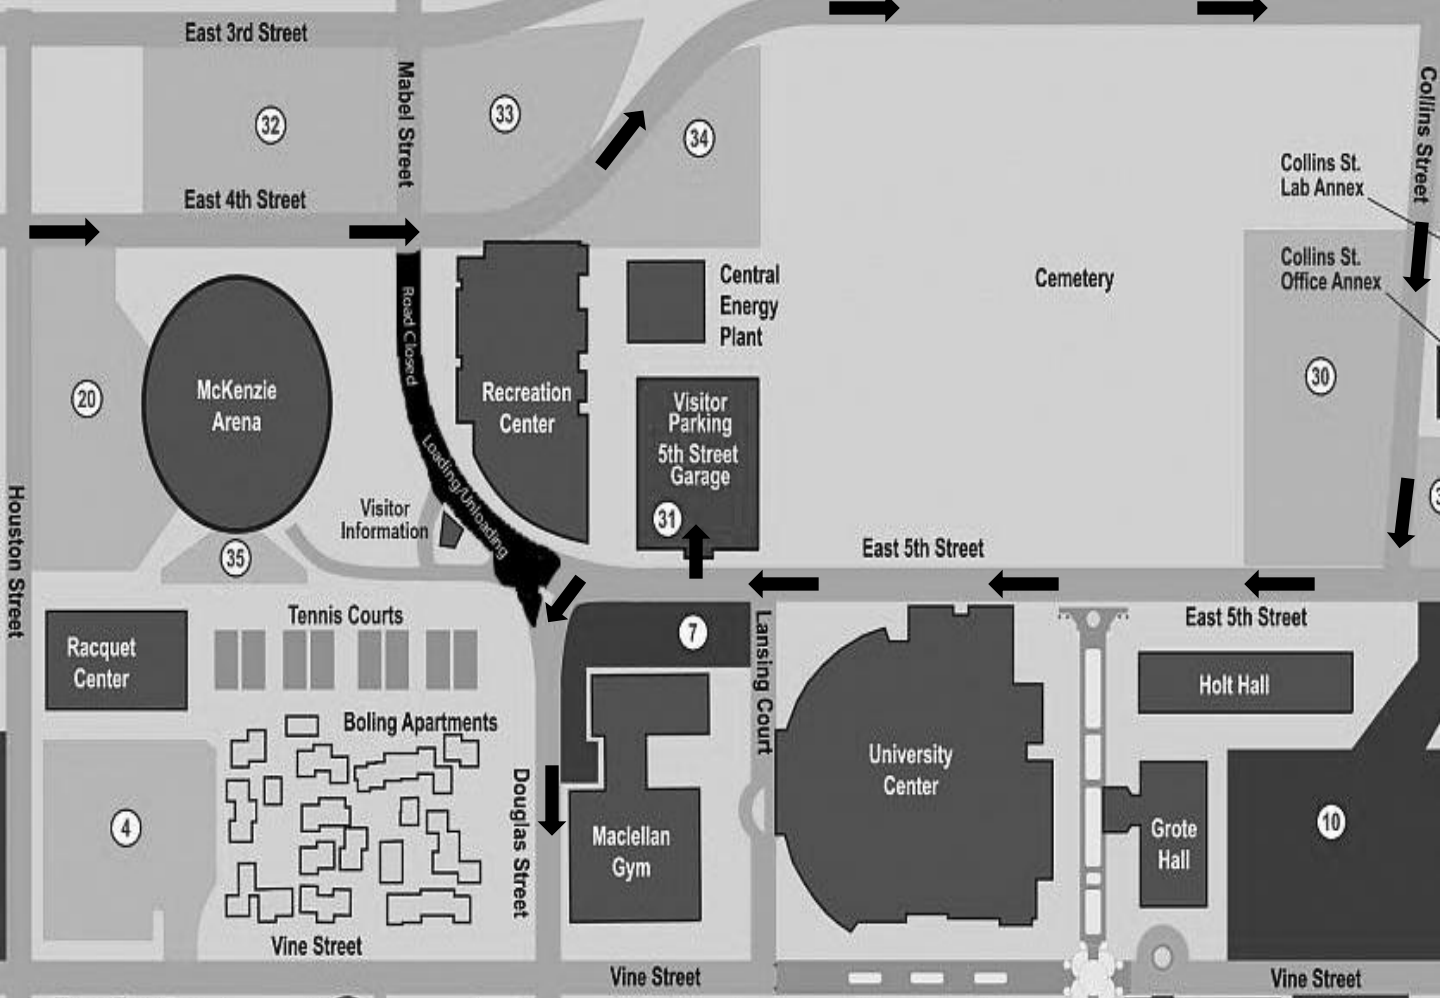 East 3rd Street
Mabel Street
33
32
34
Collins Street
Collins St.
Lab Annex
East 4th Street
Collins St.
Office Annex
Cemetery
Central
Energy
Plant
Road Closed
30
20
McKenzie
Arena
Recreation
Center
Visitor
Parking
5th Street
Garage
31
Loading/Unloading
Visitor
Information
Houston Street
35
East 5th Street
Tennis Courts
East 5th Street
7
Lansing Court
Racquet
Center
Holt Hall
Boling Apartments
University
Center
Douglas Street
4
Maclellan
Gym
Grote
Hall
10
Vine Street
Vine Street
Vine Street